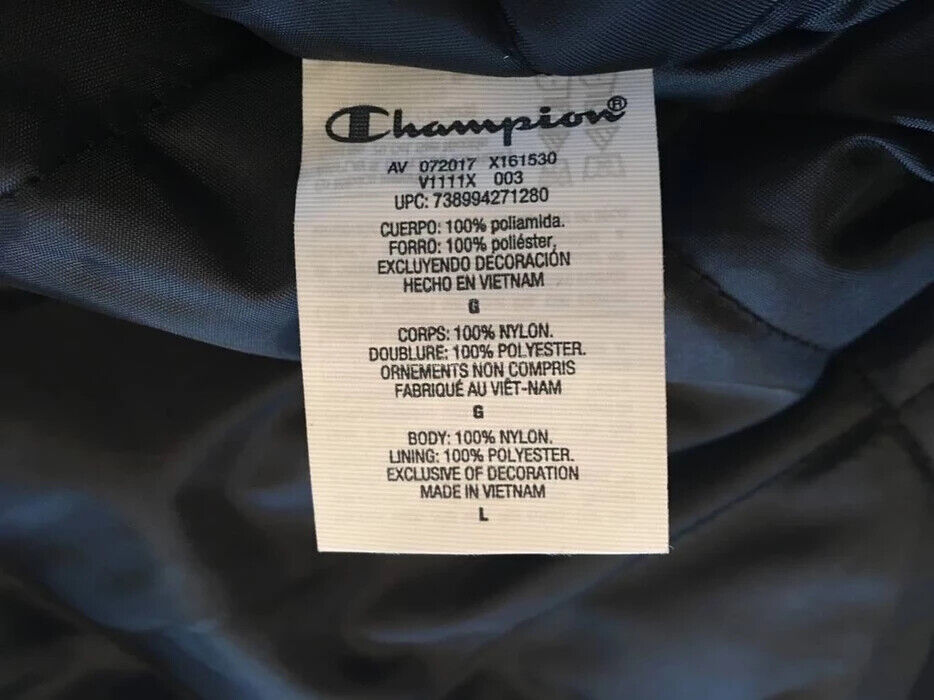 Champion®
AV 072017 X161530
V1111X 003
UPC: 738994271280
CUERPO: 100% poliamida.
FORRO: 100% poliéster,
EXCLUYENDO DECORACIÓN
HECHO EN VIETNAM
G
CORPS: 100% NYLON.
DOUBLURE: 100% POLYESTER.
ORNEMENTS NON COMPRIS
FABRIQUÉ AU VIÊT-NAM
G
BODY: 100% NYLON.
LINING: 100% POLYESTER.
EXCLUSIVE OF DECORATION
MADE IN VIETNAM
L